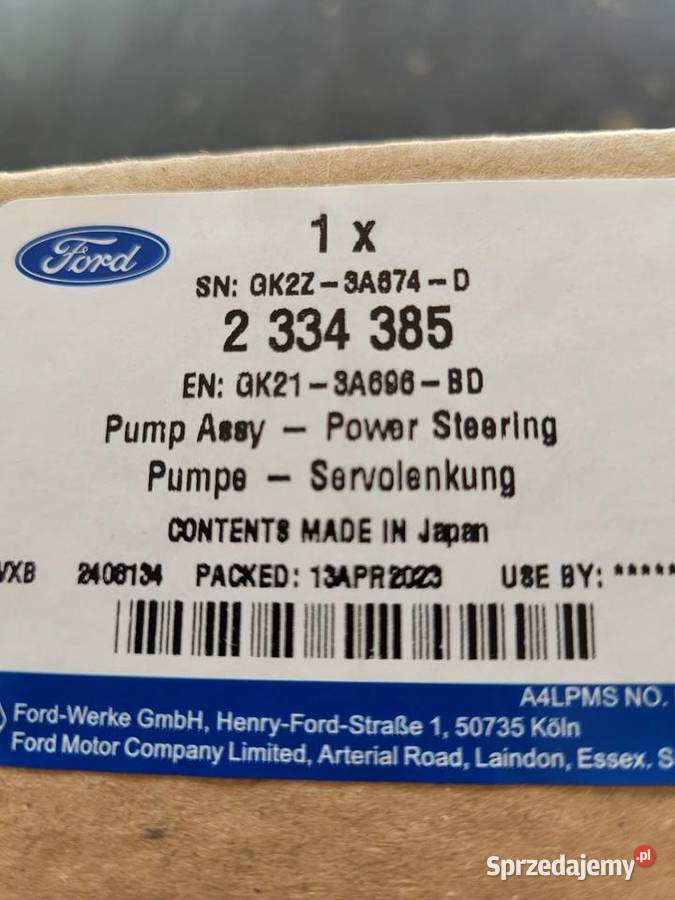 Ford
1 x
SN: GK2Z-3A674-D
2 334 385
EN: GK21-3A696-BD
Pump Assy - Power Steering
Pumpe - Servolenkung
CONTENTS MADE IN Japan
VXB 2406134 PACKED: 13APR2023 USE BY: *****
A4LPMS NO.
Ford-Werke GmbH, Henry-Ford-Straße 1, 50735 Köln
Ford Motor Company Limited, Arterial Road, Laindon, Essex. S
Sprzedajemy.pl